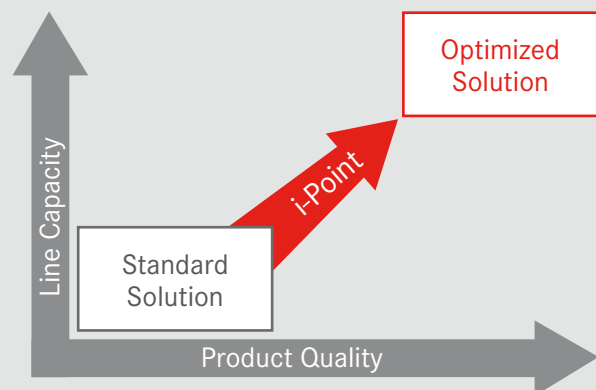 Optimized
Solution
i-Point
Line Capacity
Standard
Solution
Product Quality